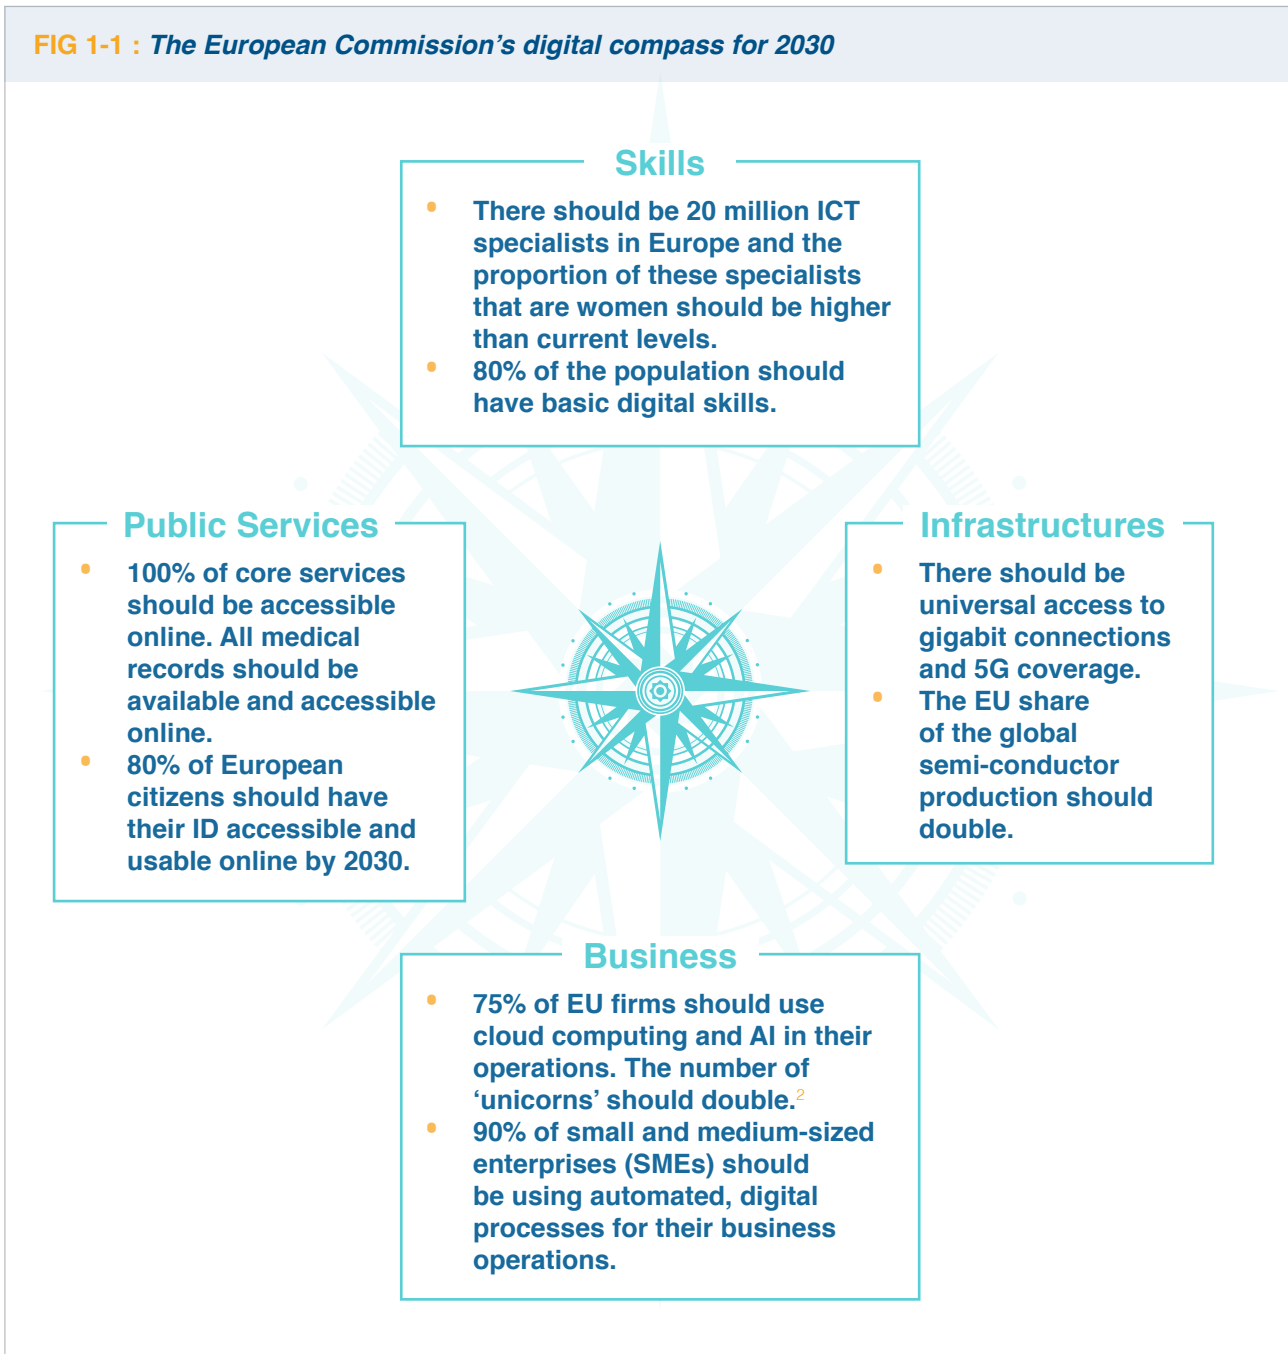 FIG 1-1 : The European Commission's digital compass for 2030
Skills
• There should be 20 million ICT
specialists in Europe and the
proportion of these specialists
that are women should be higher
than current levels.
• 80% of the population should
have basic digital skills.
Public Services
• 100% of core services
should be accessible
online. All medical
records should be
available and accessible
online.
• 80% of European
citizens should have
their ID accessible and
usable online by 2030.
Infrastructures
• There should be
universal access to
gigabit connections
and 5G coverage.
• The EU share
of the global
semi-conductor
production should
double.
Business
• 75% of EU firms should use
cloud computing and AI in their
operations. The number of
‘unicorns’ should double.2
• 90% of small and medium-sized
enterprises (SMEs) should
be using automated, digital
processes for their business
operations.